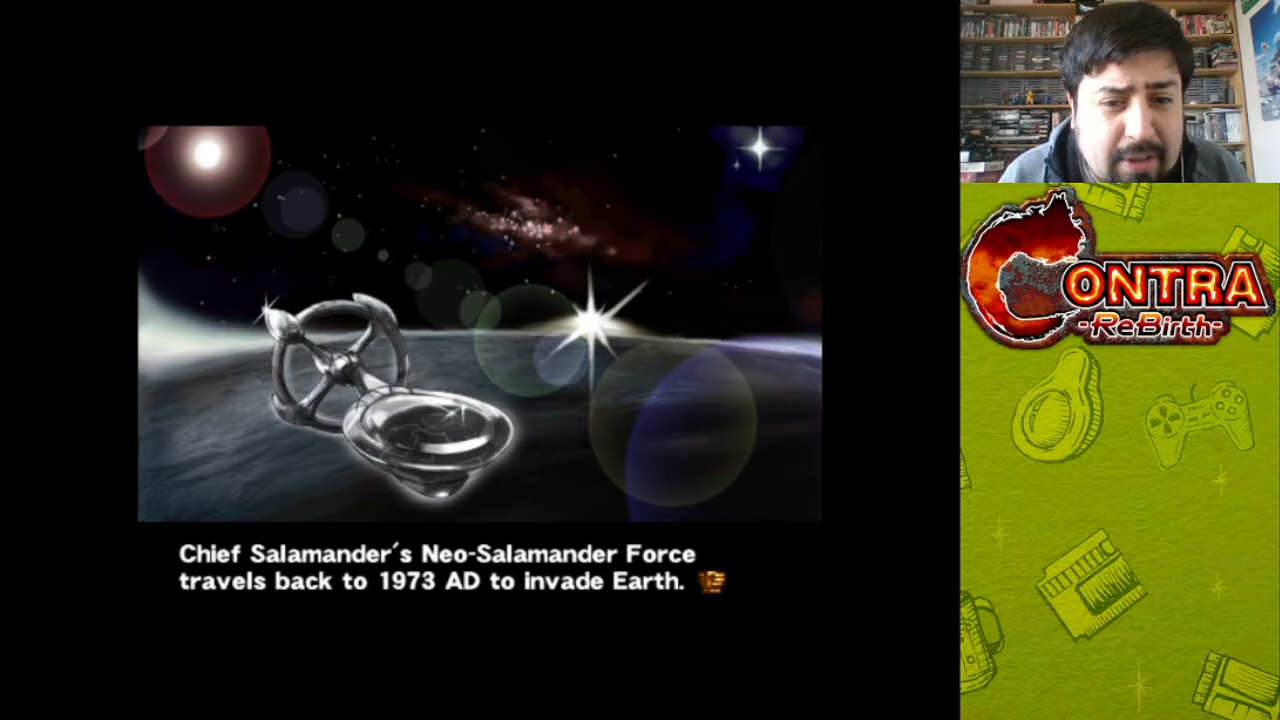 Chief Salamander's Neo-Salamander Force
travels back to 1973 AD to invade Earth.
CONTRA
-ReBirth-